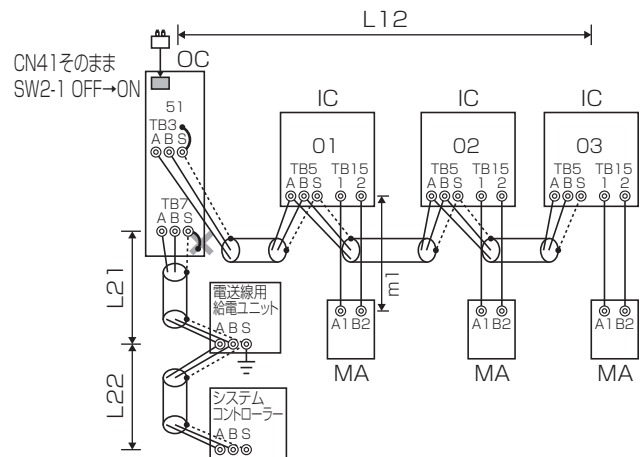 L12
CN41そのまま
SW2-1 OFF→ON
OC
51
TB3
A B S
TB7
A B S
IC
01
TB5
A B S
TB15
1 2
IC
02
TB5
A B S
TB15
1 2
IC
03
TB5
A B S
TB15
1 2
m1
A1 B2
MA
A1 B2
MA
A1 B2
MA
L21
電送線用
給電ユニット
A B S
L22
システム
コントローラー
A B S